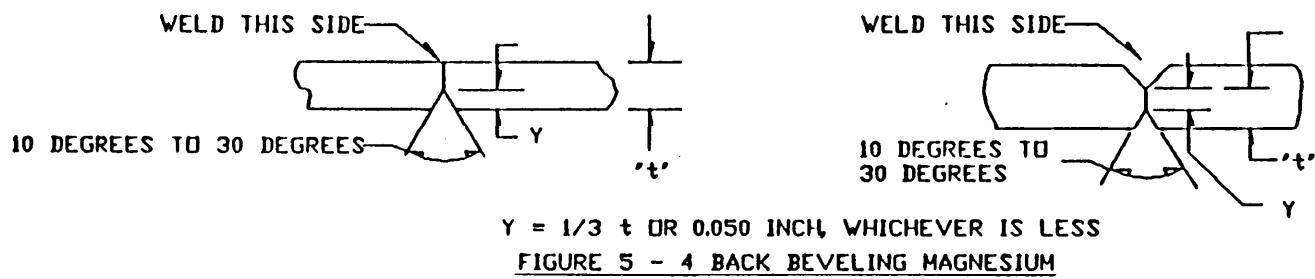 WELD THIS SIDE
Y
't'
10 DEGREES TO 30 DEGREES
WELD THIS SIDE
10 DEGREES TO
30 DEGREES
't'
Y
Y = 1/3 t OR 0.050 INCH, WHICHEVER IS LESS
FIGURE 5 - 4 BACK BEVELING MAGNESIUM